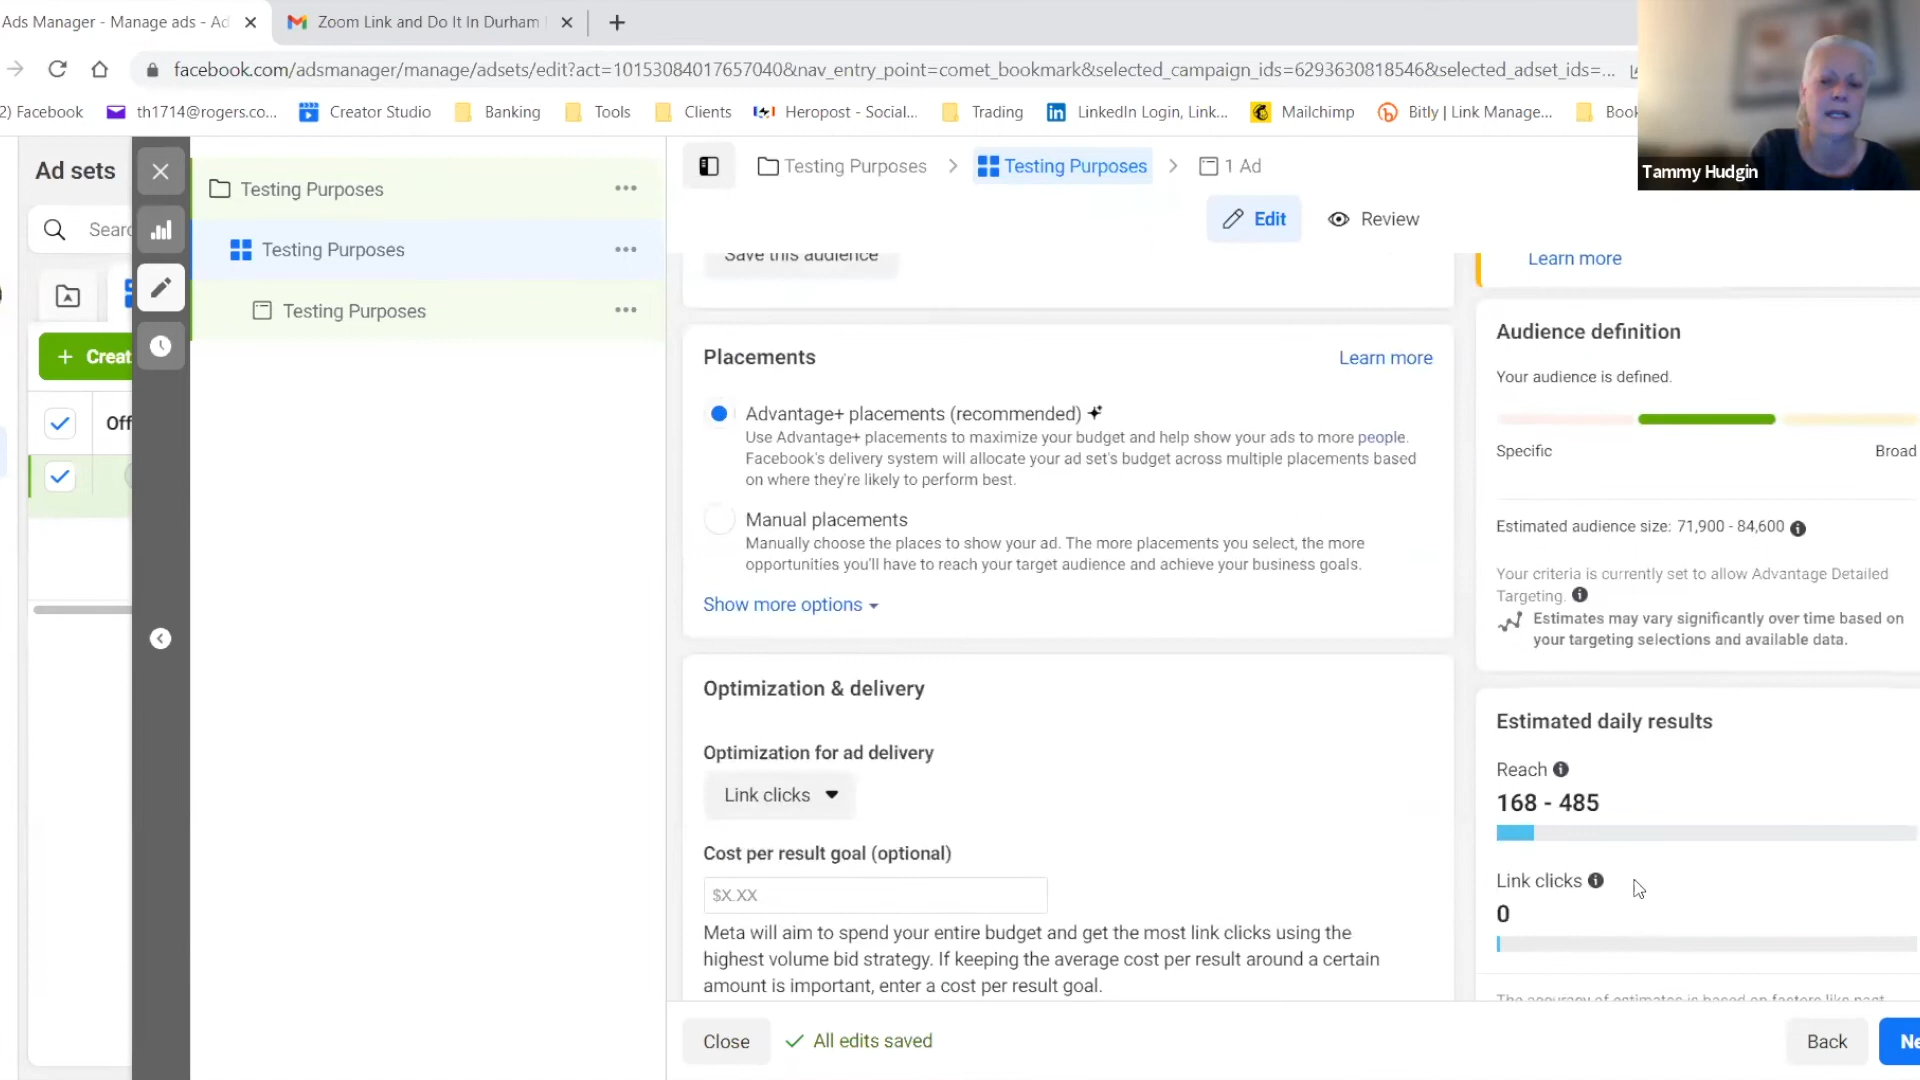 Ads Manager - Manage ads - Ad
Zoom Link and Do It In Durham
facebook.com/adsmanager/manage/adsets/edit?act=10153084017657040&nav_entry_point=comet_bookmark&selected_campaign_ids=6293630818546&selected_adset_ids=...
2) Facebook
th1714@rogers.co...
Creator Studio
Banking
Tools
Clients
Heropost - Social...
Trading
LinkedIn Login, Link...
Mailchimp
Bitly | Link Manage...
Book
Tammy Hudgin
Ad sets
Searc
+ Creat
Off
Testing Purposes
Testing Purposes
Testing Purposes
Testing Purposes
Testing Purposes
1 Ad
Edit
Review
Save this audience
Placements
Learn more
Advantage+ placements (recommended)
Use Advantage+ placements to maximize your budget and help show your ads to more people.
Facebook's delivery system will allocate your ad set's budget across multiple placements based
on where they're likely to perform best.
Manual placements
Manually choose the places to show your ad. The more placements you select, the more
opportunities you'll have to reach your target audience and achieve your business goals.
Show more options
Optimization & delivery
Optimization for ad delivery
Link clicks
Cost per result goal (optional)
$X.XX
Meta will aim to spend your entire budget and get the most link clicks using the
highest volume bid strategy. If keeping the average cost per result around a certain
amount is important, enter a cost per result goal.
Close
All edits saved
Learn more
Audience definition
Your audience is defined.
Specific
Broad
Estimated audience size: 71,900 - 84,600
Your criteria is currently set to allow Advantage Detailed
Targeting.
Estimates may vary significantly over time based on
your targeting selections and available data.
Estimated daily results
Reach
168 - 485
Link clicks
0
The accuracy of estimates is based on factors like past
Back
Ne